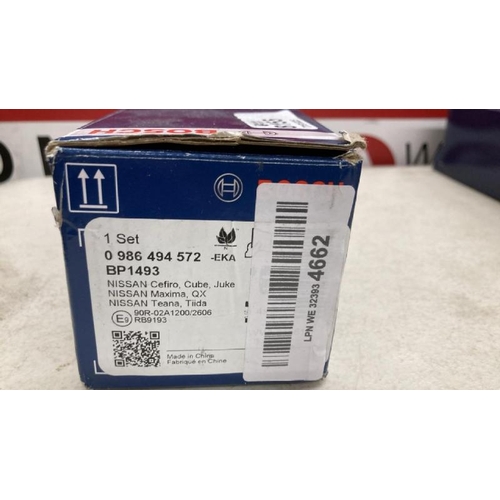 BOSCH
BOSCH
1 Set
0 986 494 572 -EKA
BP1493
NISSAN Cefiro, Cube, Juke
NISSAN Maxima, QX
NISSAN Teana, Tiida
E9 90R-02A1200/2606
RB9193
Made in China
Fabriqué en Chine
LPN WE 32393 4662